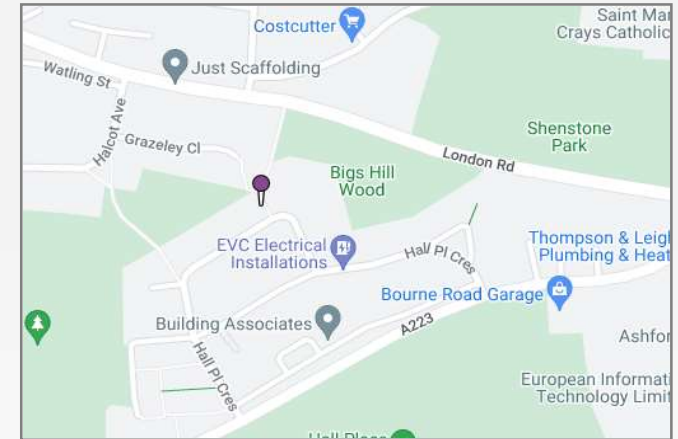 Saint Mar
Crays Catholic
Costcutter
Just Scaffolding
Watling St
Halcot Ave
Grazeley Cl
London Rd
Shenstone
Park
Bigs Hill
Wood
EVC Electrical
Installations
Hall Pl Cres
Thompson & Leigh
Plumbing & Heat
Bourne Road Garage
Building Associates
A223
Ashfor
Hall Pl Cres
European Informati
Technology Limit
Hall Place